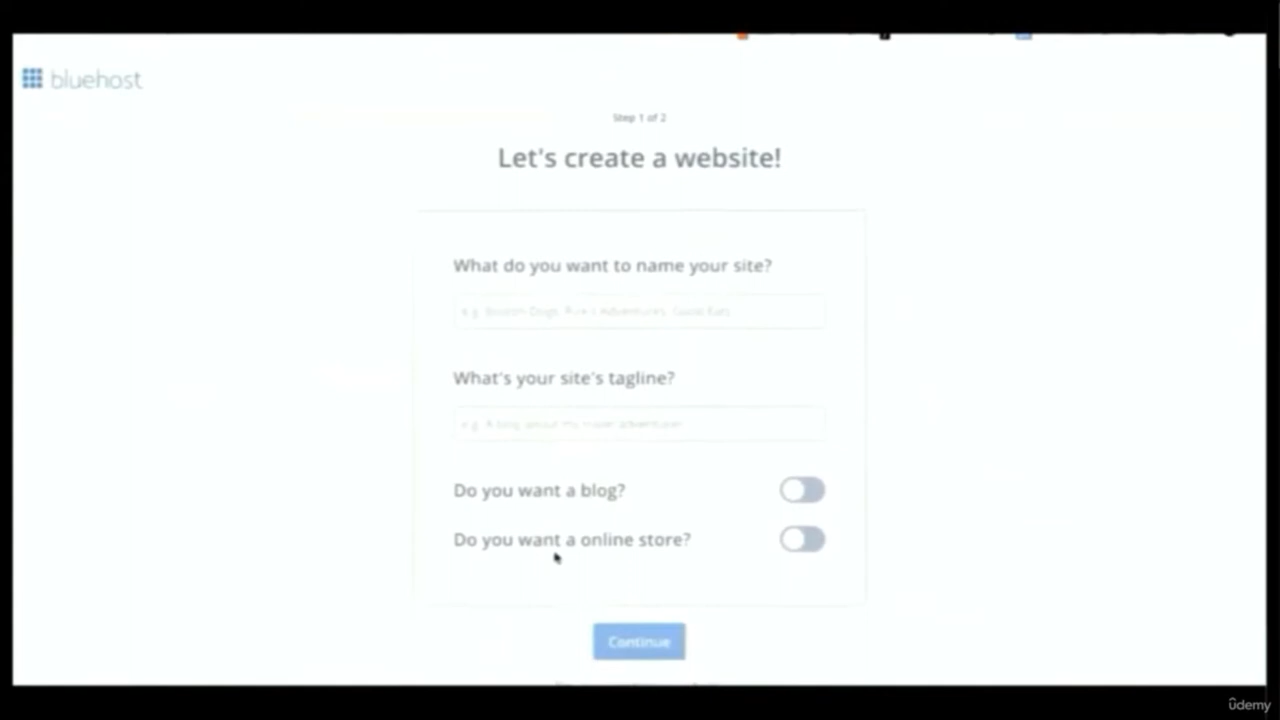 bluehost
Step 1 of 2
Let's create a website!
What do you want to name your site?
What's your site's tagline?
Do you want a blog?
Do you want a online store?
Continue
ûdemy